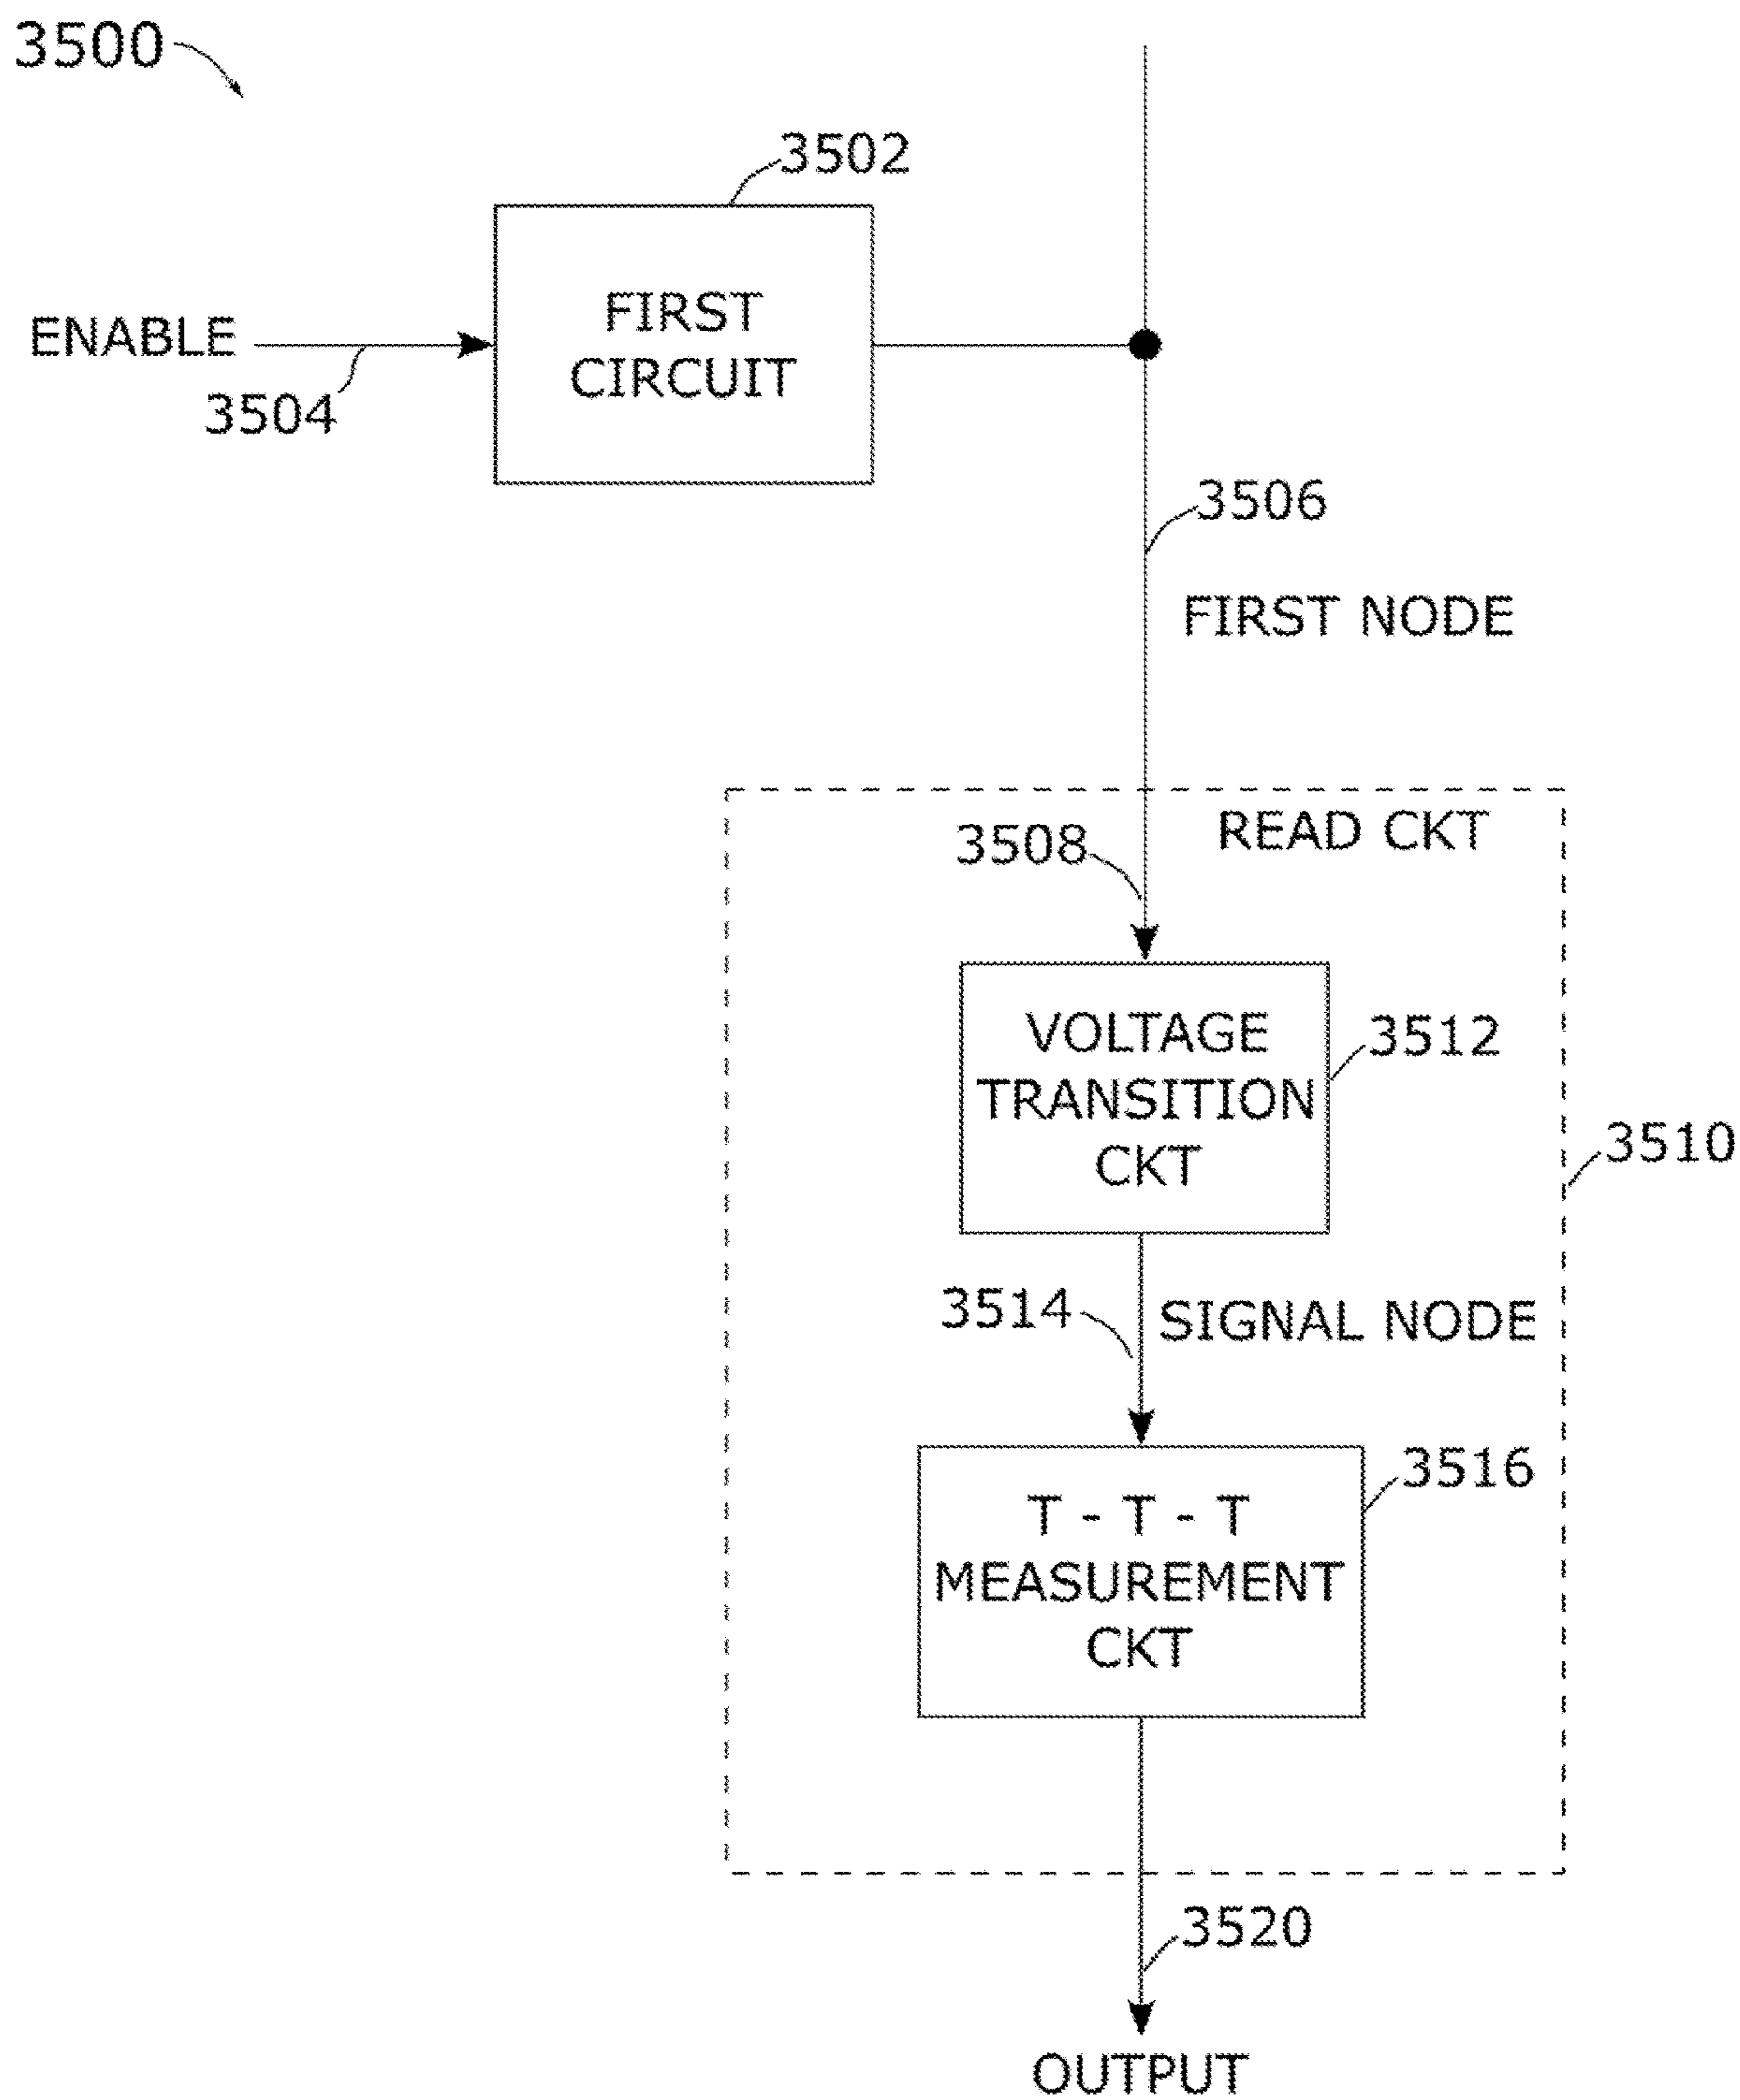 3500
3502
FIRST
CIRCUIT
ENABLE
3504
3506
FIRST NODE
READ CKT
3508
VOLTAGE
TRANSITION
CKT
3512
3510
3514
SIGNAL NODE
3516
T - T - T
MEASUREMENT
CKT
3520
OUTPUT